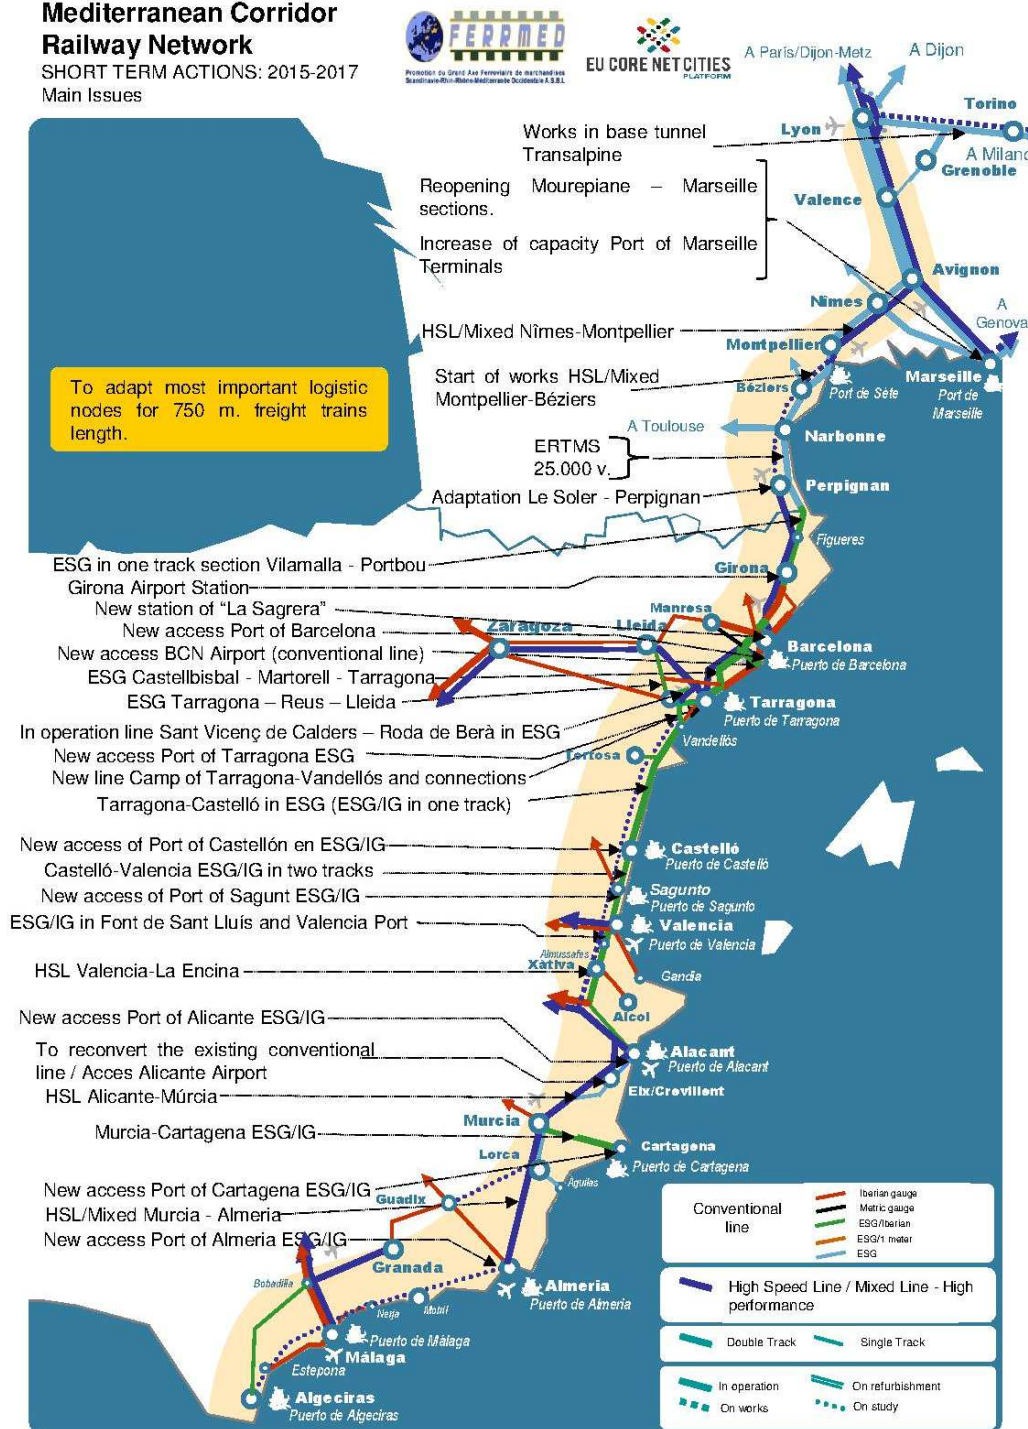 Mediterranean Corridor
Railway Network
SHORT TERM ACTIONS: 2015-2017
Main Issues
FERRMED
Promotion du Grand Axe Ferroviaire de marchandises
Scandinavie-Rhin-Rhône-Méditerranée Occidentale A.S.B.L
EU CORE NET CITIES
PLATFORM
A París/Dijon-Metz
A Dijon
Torino
Lyon
A Milano
Grenoble
Works in base tunnel
Transalpine
Reopening Mourepiane – Marseille
sections.
Valence
Increase of capacity Port of Marseille
Terminals
Avignon
Nîmes
A
Genova
HSL/Mixed Nîmes-Montpellier
Montpellier
Start of works HSL/Mixed
Montpellier-Béziers
Béziers
Port de Sète
Marseille
Port de
Marseille
To adapt most important logistic
nodes for 750 m. freight trains
length.
A Toulouse
Narbonne
ERTMS
25.000 v.
Adaptation Le Soler - Perpignan
Perpignan
Figueres
ESG in one track section Vilamalla - Portbou
Girona
Girona Airport Station
New station of “La Sagrera”
Manrosa
New access Port of Barcelona
Zaragoza
Lleida
Barcelona
Puerto de Barcelona
New access BCN Airport (conventional line)
ESG Castellbisbal - Martorell - Tarragona
ESG Tarragona – Reus – Lleida
Tarragona
Puerto de Tarragona
In operation line Sant Vicenç de Calders – Roda de Berà in ESG
Vandellós
New access Port of Tarragona ESG
Tortosa
New line Camp of Tarragona-Vandellós and connections
Tarragona-Castelló in ESG (ESG/IG in one track)
New access of Port of Castellón en ESG/IG
Castelló
Puerto de Castelló
Castelló-Valencia ESG/IG in two tracks
New access of Port of Sagunt ESG/IG
Sagunto
Puerto de Sagunto
ESG/IG in Font de Sant Lluís and Valencia Port
Valencia
Puerto de Valencia
Almussafes
Xàtiva
HSL Valencia-La Encina
Gandia
Alcoi
New access Port of Alicante ESG/IG
To reconvert the existing conventional
line / Acces Alicante Airport
Alacant
Puerto de Alacant
Elx/Crevillent
HSL Alicante-Múrcia
Murcia
Murcia-Cartagena ESG/IG
Cartagena
Puerto de Cartagena
Lorca
Aguilas
New access Port of Cartagena ESG/IG
Guadix
HSL/Mixed Murcia - Almeria
New access Port of Almeria ESG/IG
Granada
Bobadilla
Almeria
Puerto de Almeria
Motril
Nerja
Puerto de Málaga
Málaga
Estepona
Algeciras
Puerto de Algeciras
Conventional
line
Iberian gauge
Metric gauge
ESG/Iberian
ESG/1 meter
ESG
High Speed Line / Mixed Line - High
performance
Double Track
Single Track
In operation
On refurbishment
On works
On study